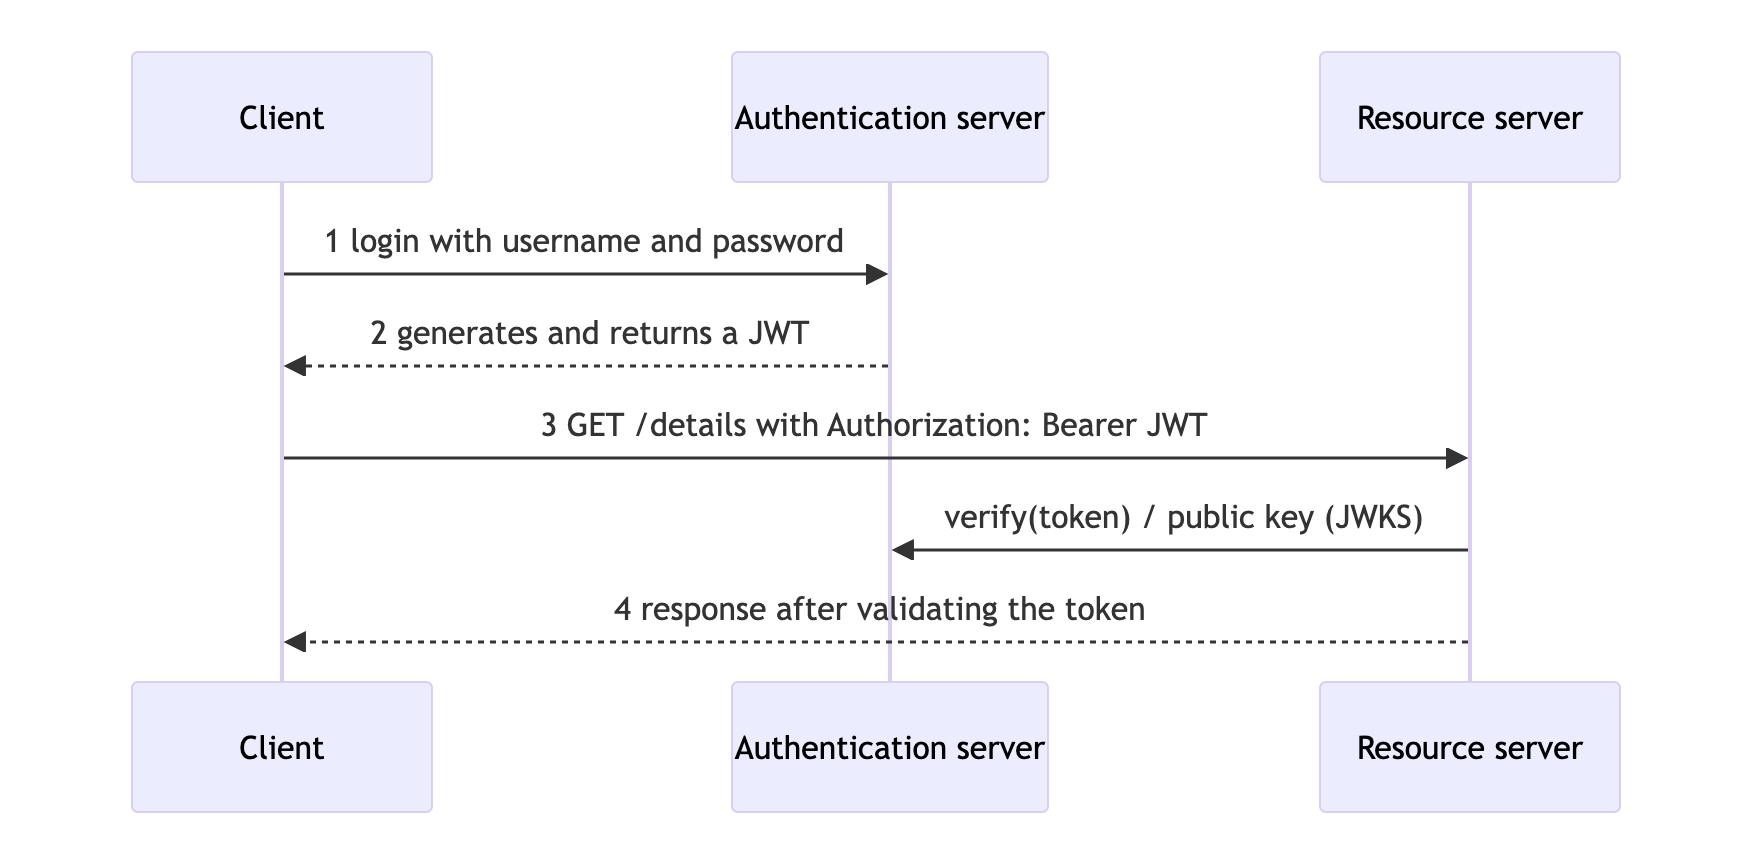 Client
Authentication server
Resource server
1 login with username and password
2 generates and returns a JWT
3 GET /details with Authorization: Bearer JWT
verify(token) / public key (JWKS)
4 response after validating the token
Client
Authentication server
Resource server